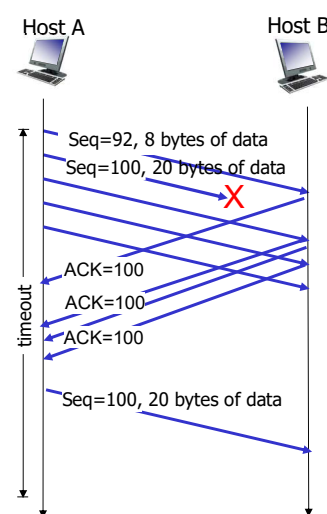 Host A
Host B
Seq=92, 8 bytes of data
Seq=100, 20 bytes of data
X
ACK=100
ACK=100
ACK=100
timeout
Seq=100, 20 bytes of data